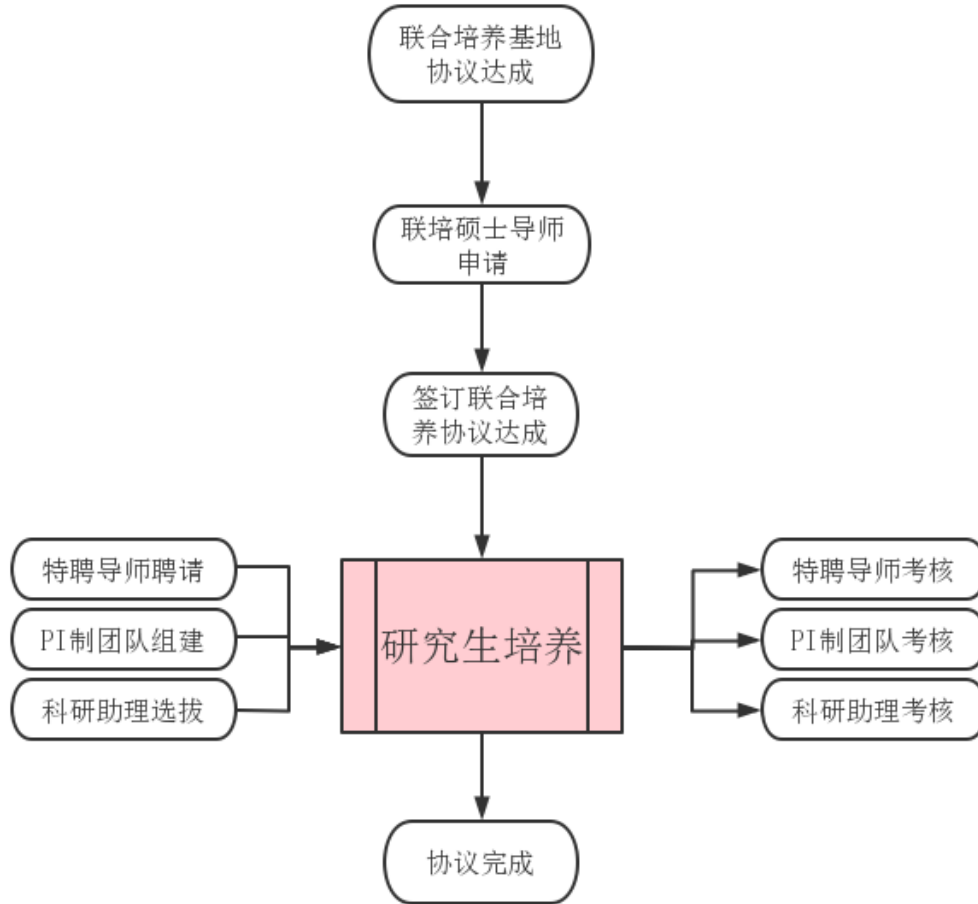 联合培养基地
协议达成
联培硕士导师
申请
签订联合培
养协议达成
特聘导师聘请
PI制团队组建
科研助理选拔
研究生培养
特聘导师考核
PI制团队考核
科研助理考核
协议完成